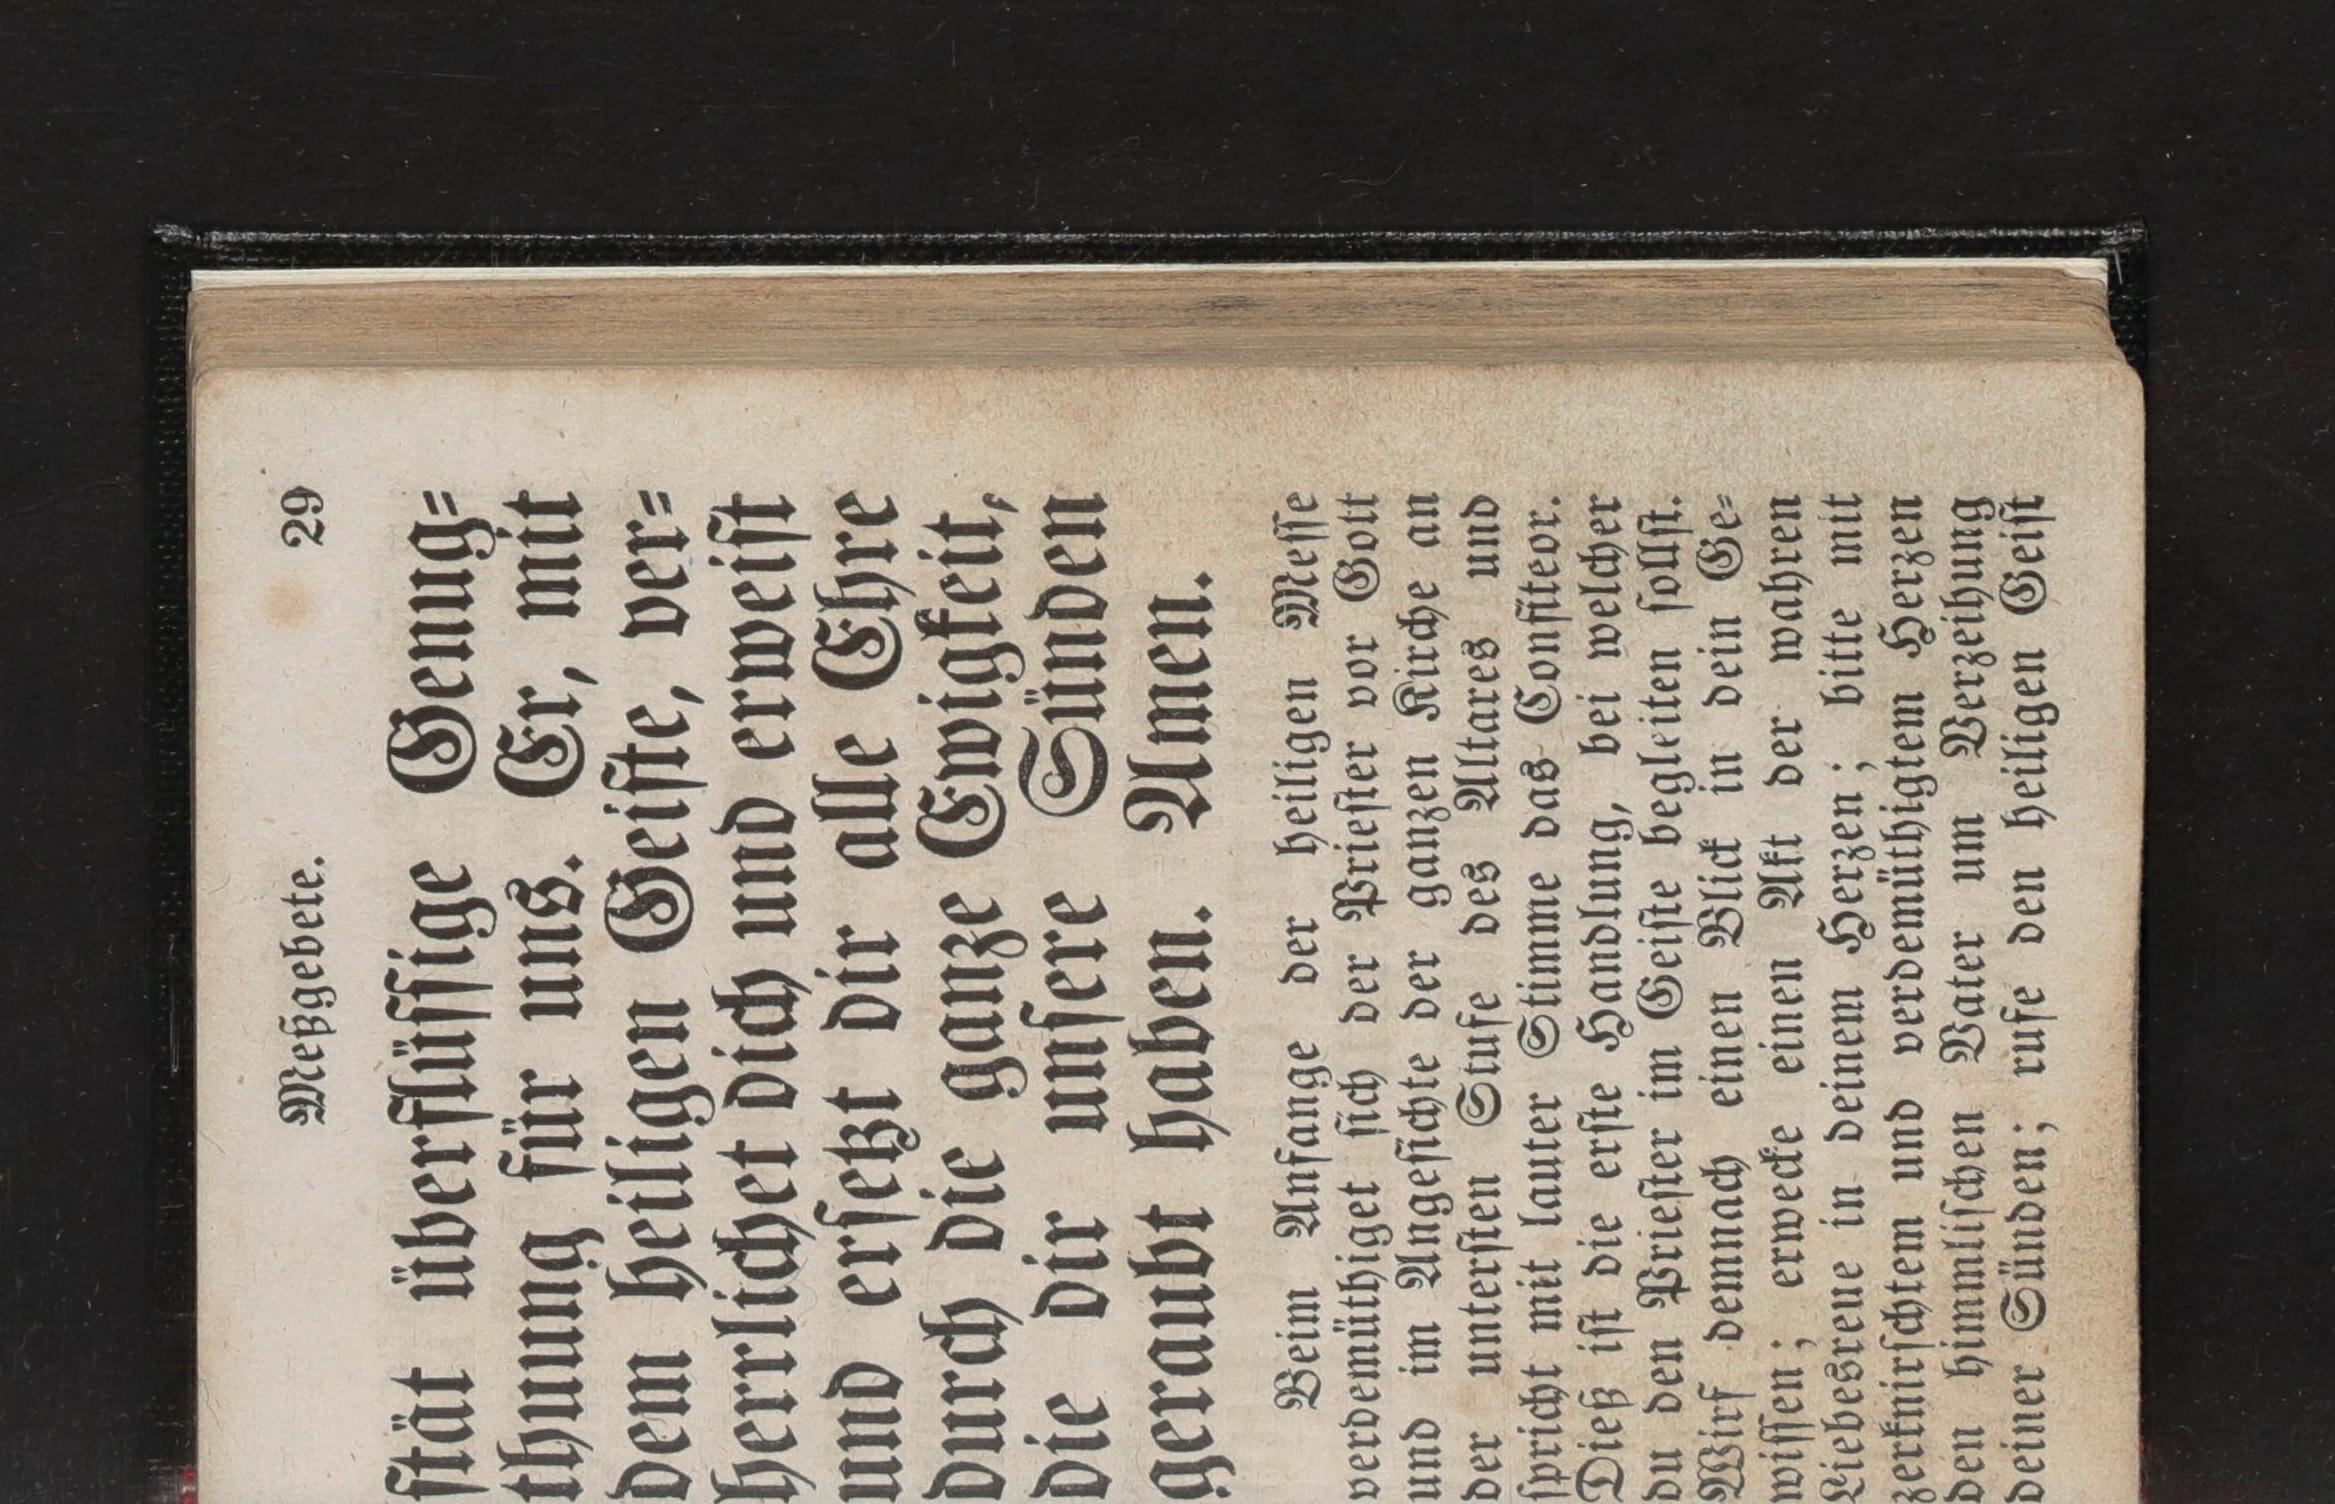 Meßgebete. 29
ſtät überflüſſige Genug⸗
thuung für uns. Er, mit
dem heiligen Geiſte, ver⸗
herrlichet dich und erweiſt
und erſetzt dir alle Ehre
durch die ganze Ewigkeit,
die dir unſere Sünden
geraubt haben. Amen.
Beim Anfange der heiligen Meſſe
verdemüthiget ſich der Prieſter vor Gott
und im Angeſichte der ganzen Kirche an
der unterſten Stufe des Altares und
ſpricht mit lauter Stimme das Confiteor.
Dieß iſt die erſte Handlung, bei welcher
du den Prieſter im Geiſte begleiten ſollſt.
Wirf demnach einen Blick in dein Ge⸗
wiſſen; erwecke einen Akt der wahren
Liebesreue in deinem Herzen; bitte mit
zerknirſchtem und verdemüthigtem Herzen
den himmliſchen Vater um Verzeihung
deiner Sünden; rufe den heiligen Geiſt